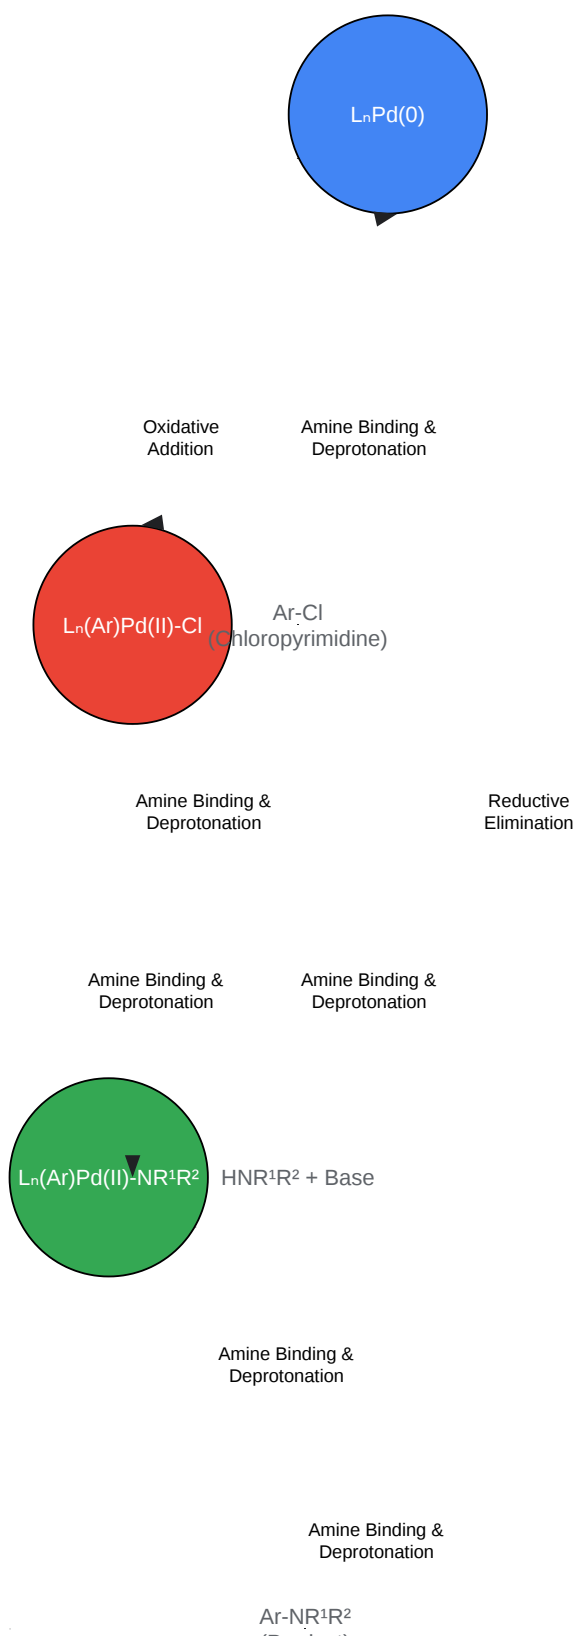 LₙPd(0)
Oxidative
Addition
Amine Binding &
Deprotonation
Lₙ(Ar)Pd(II)-Cl
Ar-Cl
(Chloropyrimidine)
Amine Binding &
Deprotonation
Reductive
Elimination
Amine Binding &
Deprotonation
Amine Binding &
Deprotonation
Lₙ(Ar)Pd(II)-NR¹R²
HNR¹R² + Base
Amine Binding &
Deprotonation
Amine Binding &
Deprotonation
Ar-NR¹R²